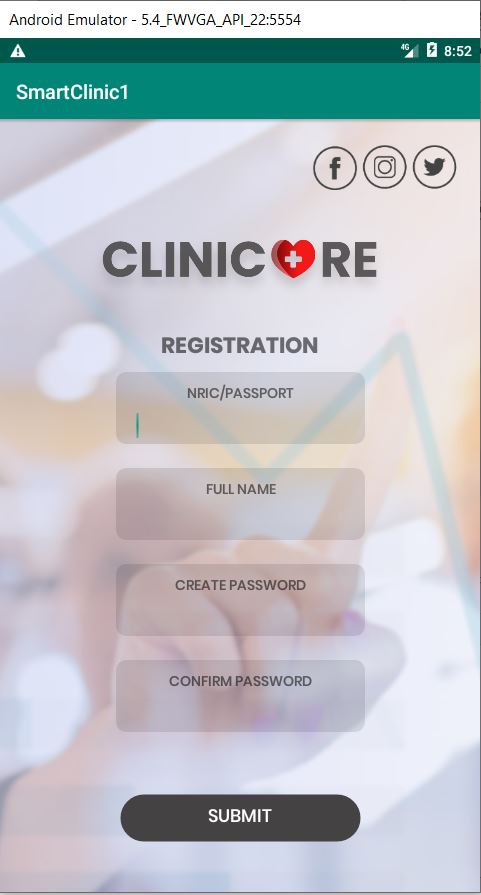 Android Emulator - 5.4_FWVGA_API_22:5554
4G 8:52
SmartClinic1
CLINIC RE
REGISTRATION
NRIC/PASSPORT
FULL NAME
CREATE PASSWORD
CONFIRM PASSWORD
SUBMIT